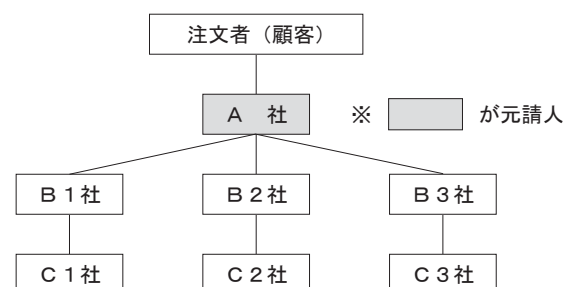 注文者（顧客）
A　社
※　　が元請人
B1社
B2社
B3社
C1社
C2社
C3社